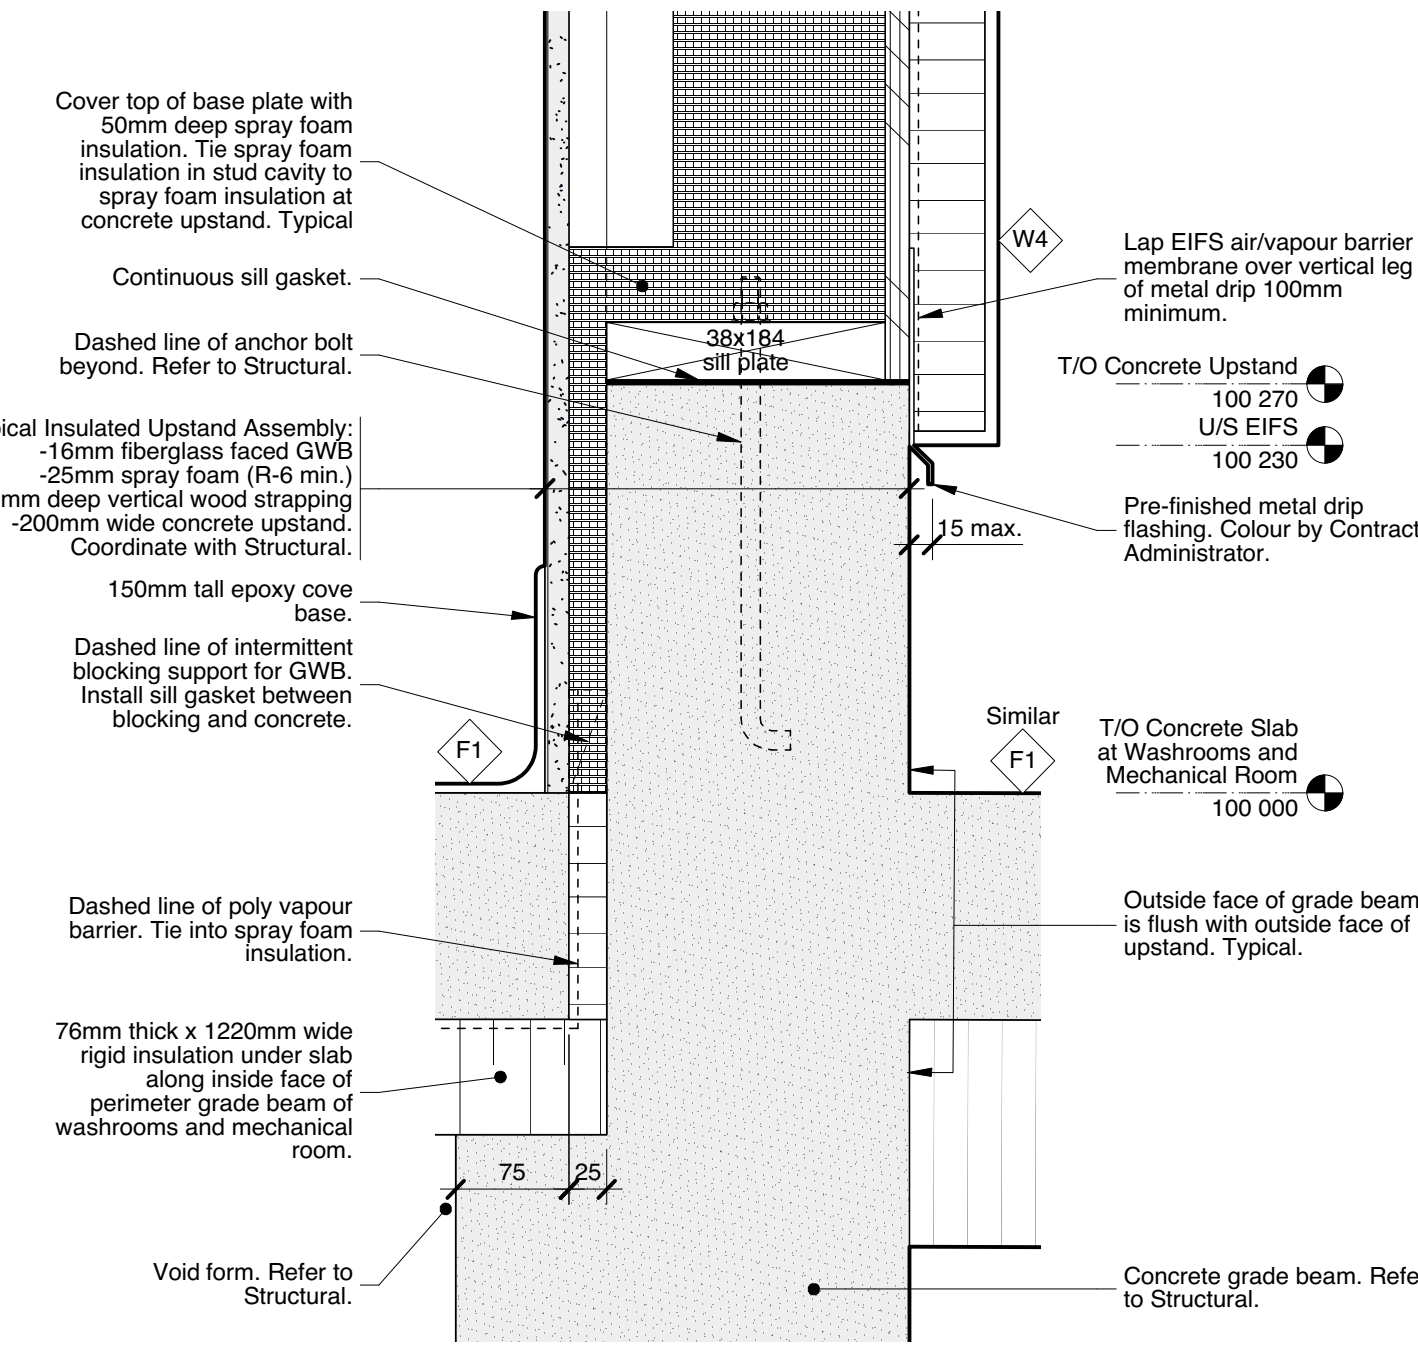 Cover top of base plate with
50mm deep spray foam
insulation. Tie spray foam
insulation in stud cavity to
spray foam insulation at
concrete upstand. Typical
Continuous sill gasket.
Dashed line of anchor bolt
beyond. Refer to Structural.
Insulated Upstand Assembly:
-16mm fiberglass faced GWB
-25mm spray foam (R-6 min.)
mm deep vertical wood strapping
-200mm wide concrete upstand.
Coordinate with Structural.
150mm tall epoxy cove
base.
Dashed line of intermittent
blocking support for GWB.
Install sill gasket between
blocking and concrete.
F1
Dashed line of poly vapour
barrier. Tie into spray foam
insulation.
76mm thick x 1220mm wide
rigid insulation under slab
along inside face of
perimeter grade beam of
washrooms and mechanical
room.
75
25
Void form. Refer to
Structural.
38x184
sill plate
W4
Lap EIFS air/vapour barrier
membrane over vertical leg
of metal drip 100mm
minimum.
T/O Concrete Upstand
100 270
U/S EIFS
100 230
15 max.
Pre-finished metal drip
flashing. Colour by Contract
Administrator.
Similar
F1
T/O Concrete Slab
at Washrooms and
Mechanical Room
100 000
Outside face of grade beam
is flush with outside face of
upstand. Typical.
Concrete grade beam. Refe
to Structural.